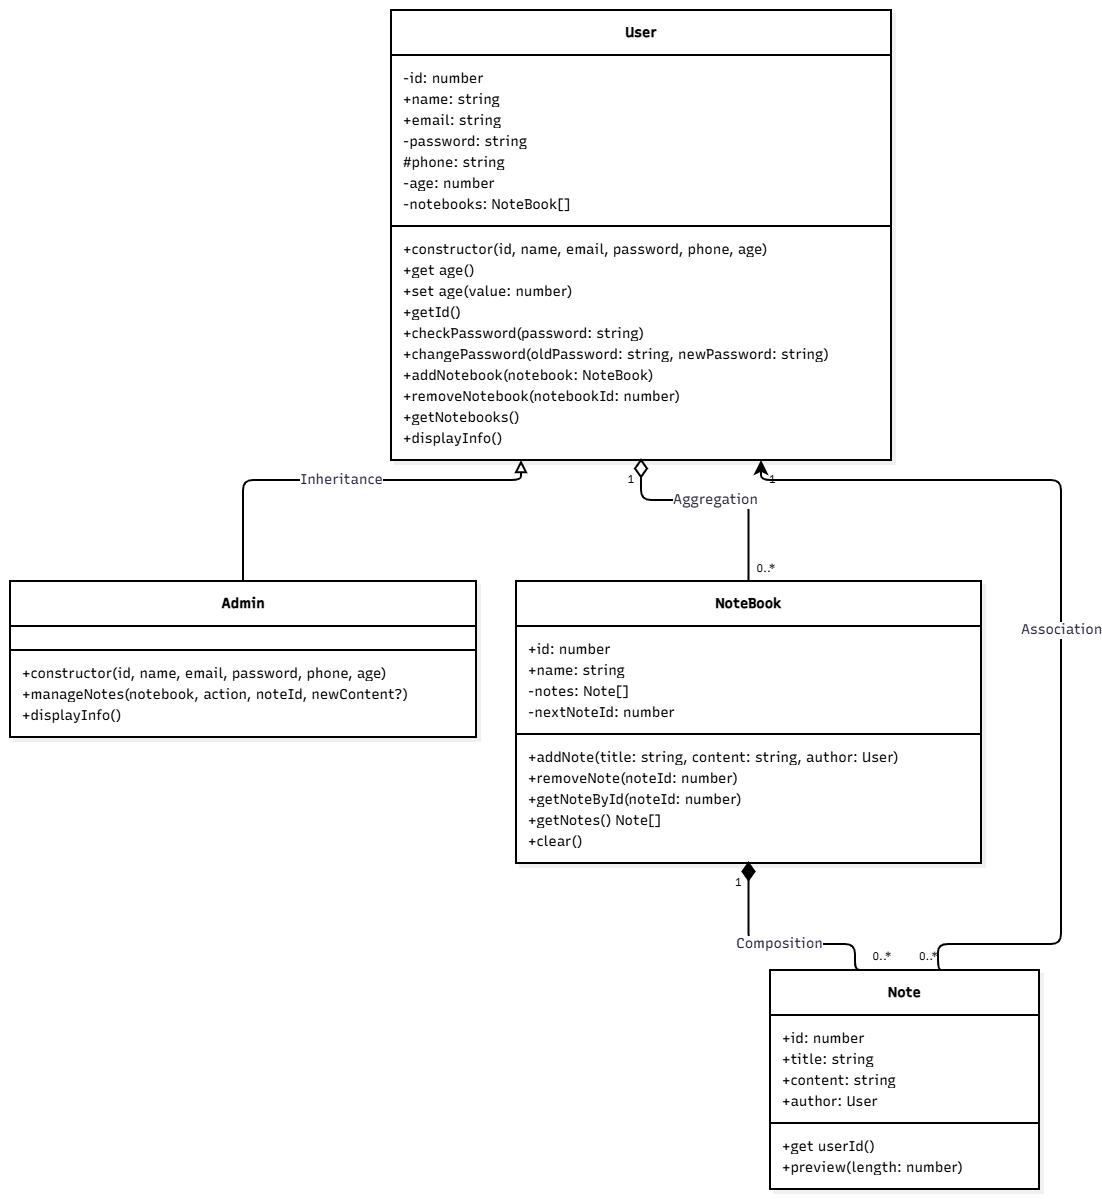 User
-id: number
+name: string
+email: string
-password: string
#phone: string
-age: number
-notebooks: NoteBook[]
+constructor(id, name, email, password, phone, age)
+get age()
+set age(value: number)
+getId()
+checkPassword(password: string)
+changePassword(oldPassword: string, newPassword: string)
+addNotebook(notebook: NoteBook)
+removeNotebook(notebookId: number)
+getNotebooks()
+displayInfo()
Inheritance
1
1
Aggregation
0..*
Admin
+constructor(id, name, email, password, phone, age)
+manageNotes(notebook, action, noteId, newContent?)
+displayInfo()
NoteBook
+id: number
+name: string
-notes: Note[]
-nextNoteId: number
+addNote(title: string, content: string, author: User)
+removeNote(noteId: number)
+getNoteById(noteId: number)
+getNotes() Note[]
+clear()
Association
1
Composition
0..*
0..*
Note
+id: number
+title: string
+content: string
+author: User
+get userId()
+preview(length: number)